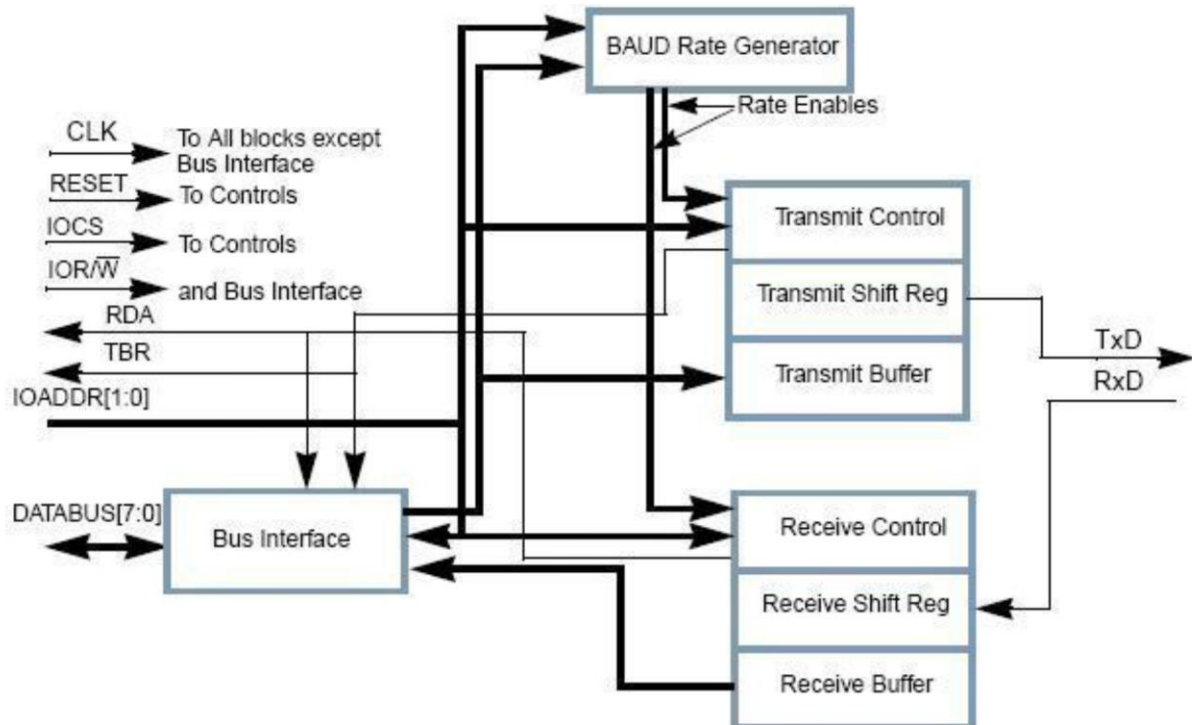 BAUD Rate Generator
Rate Enables
CLK
To All blocks except
Bus Interface
RESET
To Controls
IOCS
To Controls
IOR/W̅
and Bus Interface
RDA
TBR
IOADDR[1:0]
DATABUS[7:0]
Bus Interface
Transmit Control
Transmit Shift Reg
Transmit Buffer
TxD
RxD
Receive Control
Receive Shift Reg
Receive Buffer